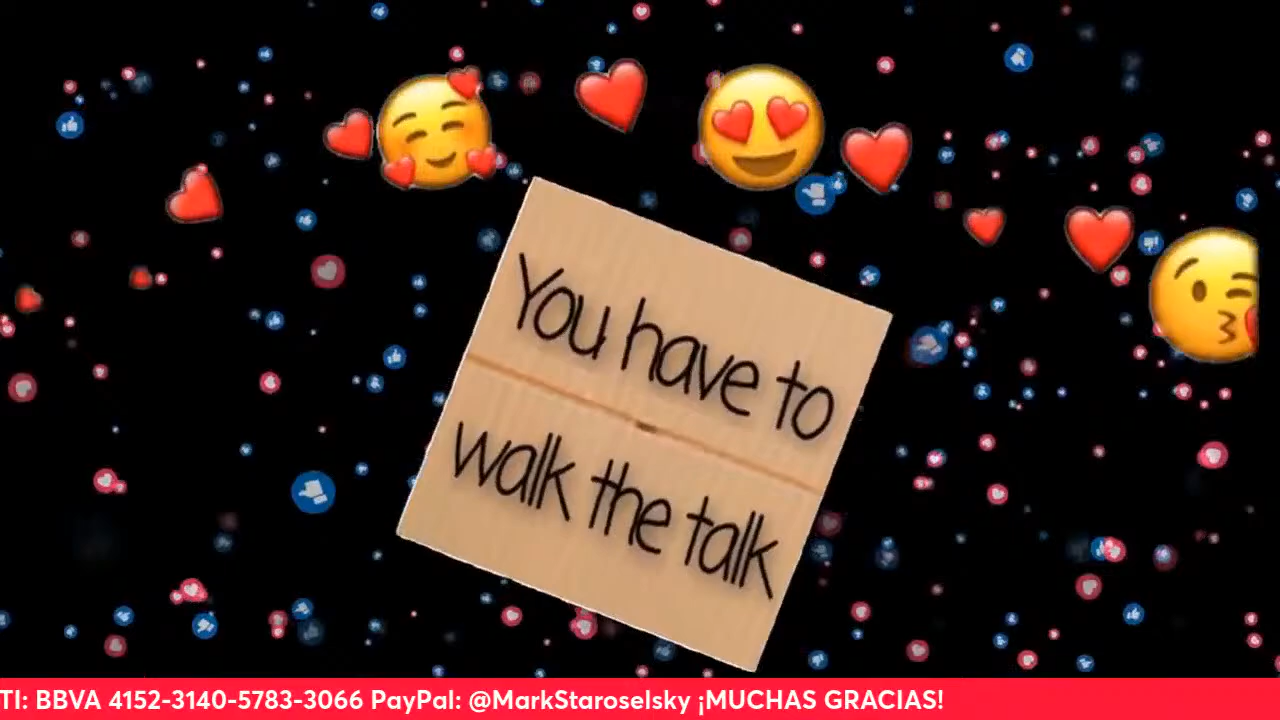 You have to
walk the talk
TI: BBVA 4152-3140-5783-3066 PayPal: @MarkStaroselsky ¡MUCHAS GRACIAS!